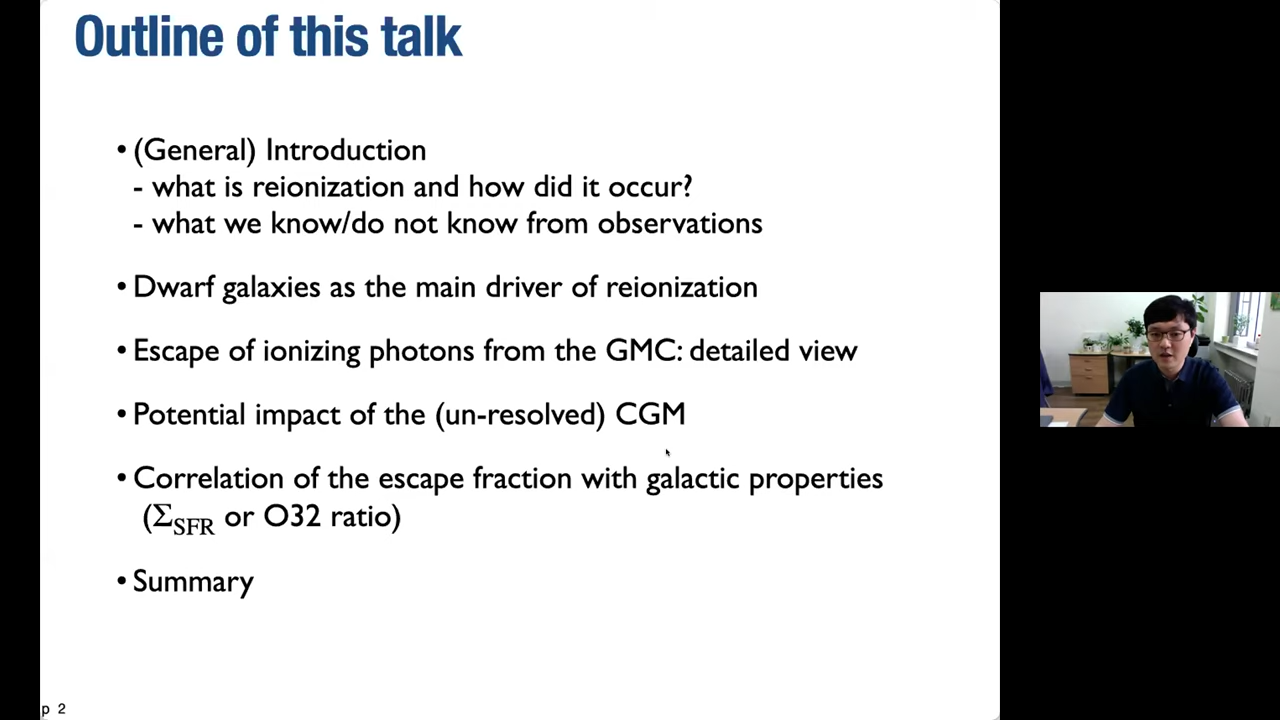 Outline of this talk
• (General) Introduction
- what is reionization and how did it occur?
- what we know/do not know from observations
• Dwarf galaxies as the main driver of reionization
• Escape of ionizing photons from the GMC: detailed view
• Potential impact of the (un-resolved) CGM
• Correlation of the escape fraction with galactic properties
(Σ_SFR or O32 ratio)
• Summary
p 2